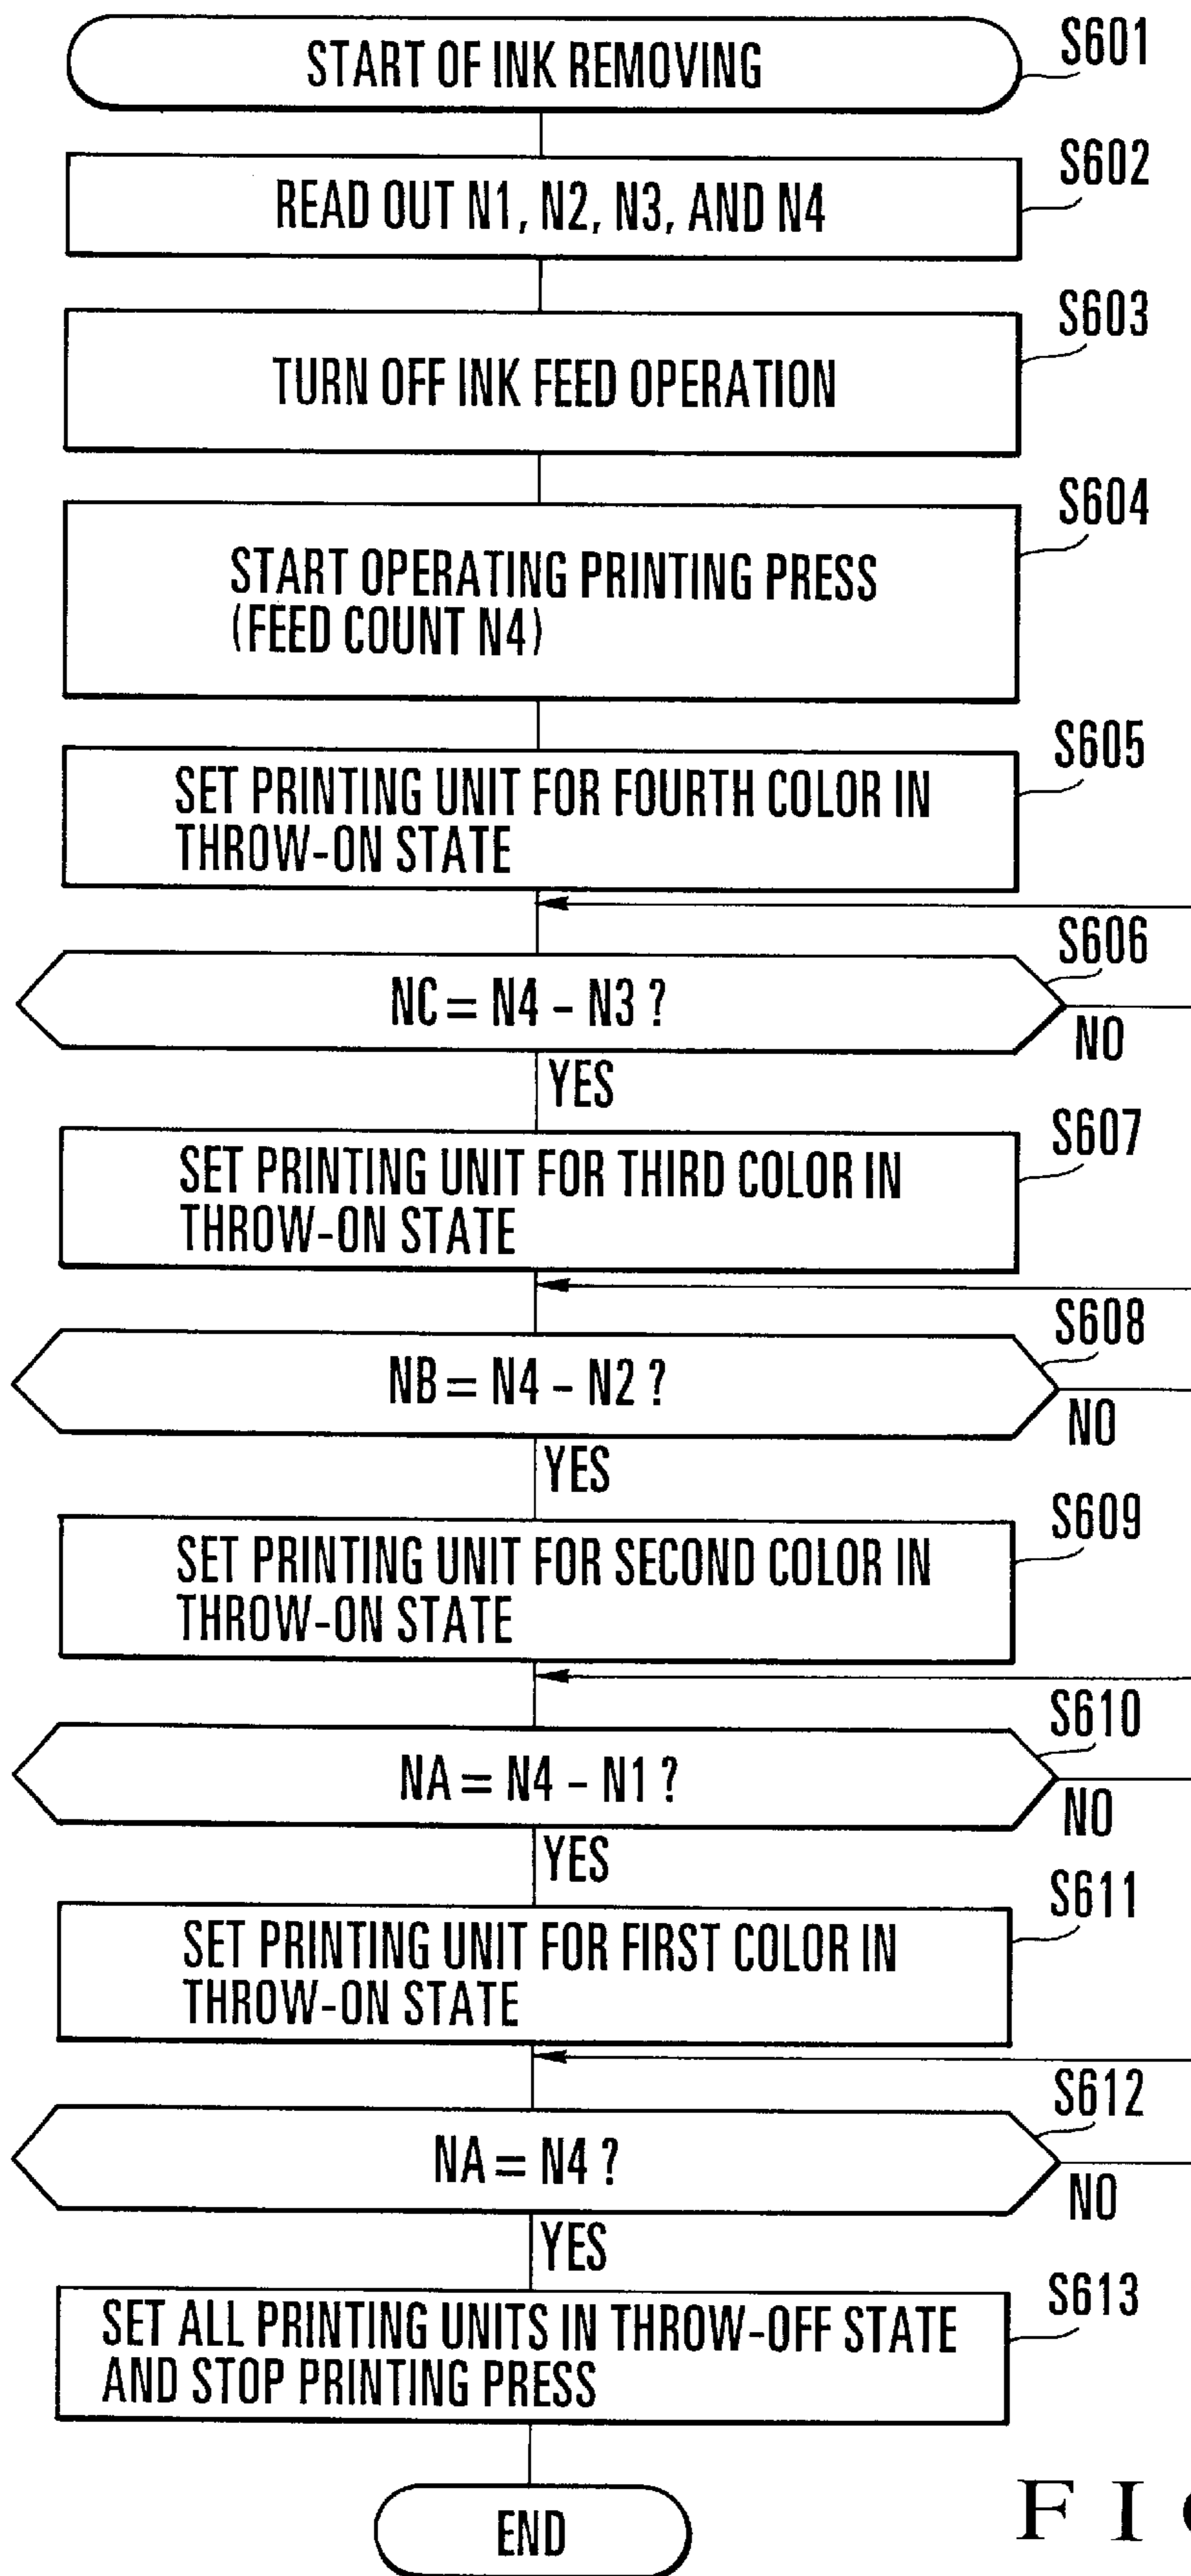 START OF INK REMOVING
S601
READ OUT N1, N2, N3, AND N4
S602
TURN OFF INK FEED OPERATION
S603
START OPERATING PRINTING PRESS
(FEED COUNT N4)
S604
SET PRINTING UNIT FOR FOURTH COLOR IN
THROW-ON STATE
S605
NC = N4 - N3 ?
S606
NO
YES
SET PRINTING UNIT FOR THIRD COLOR IN
THROW-ON STATE
S607
NB = N4 - N2 ?
S608
NO
YES
SET PRINTING UNIT FOR SECOND COLOR IN
THROW-ON STATE
S609
NA = N4 - N1 ?
S610
NO
YES
SET PRINTING UNIT FOR FIRST COLOR IN
THROW-ON STATE
S611
NA = N4 ?
S612
NO
YES
SET ALL PRINTING UNITS IN THROW-OFF STATE
AND STOP PRINTING PRESS
S613
END